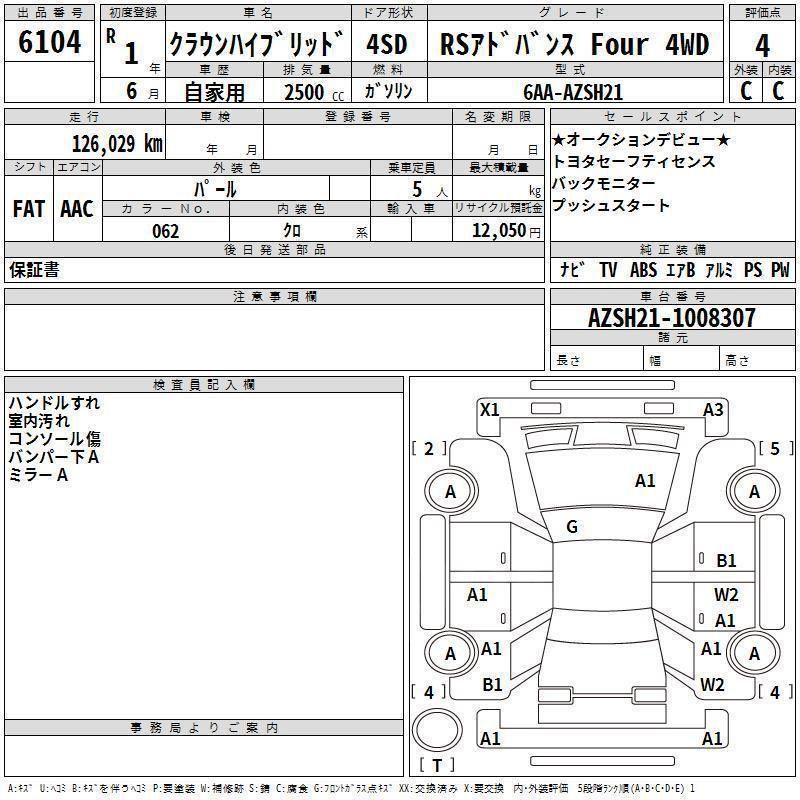 出品番号 初度登録 車名 ドア形状 グレード 評価点
6104 R 1 年 クラウンハイブリッド 4SD RSアドバンス Four 4WD 4
車歴 排気量 燃料 型式 外装 内装
6 月 自家用 2500 CC ガソリン 6AA-AZSH21 C C
走行 車検 登録番号 名変期限 セールスポイント
126,029 km 年 月 月 日 ★オークションデビュー★
シフト エアコン 外装色 乗車定員 最大積載量 トヨタセーフティセンス
FAT AAC パール 5 人 kg バックモニター
カラーNo. 内装色 輸入車 リサイクル預託金 プッシュスタート
062 クロ 系 12,050 円
後日発送部品 純正装備
保証書 ナビ TV ABS エアB アルミ PS PW
注意事項欄 車台番号
AZSH21-1008307
諸元
長さ 幅 高さ
検査員記入欄
ハンドルすれ
室内汚れ
コンソール傷
バンパー下A
ミラーA
X1 A3
[ 2 ] [ 5 ]
A A1 A
G
B1
A1 W2
A1
A A1 A1 A
B1 W2
[ 4 ] [ 4 ]
A1 A1
[ T ]
事務局よりご案内
A:キズ U:ヘコミ B:キズを伴うヘコミ P:要塗装 W:補修跡 S:錆 C:腐食 G:フロントガラス点キズ XX:交換済み X:要交換 内・外装評価 5段階ランク順(A・B・C・D・E) 1